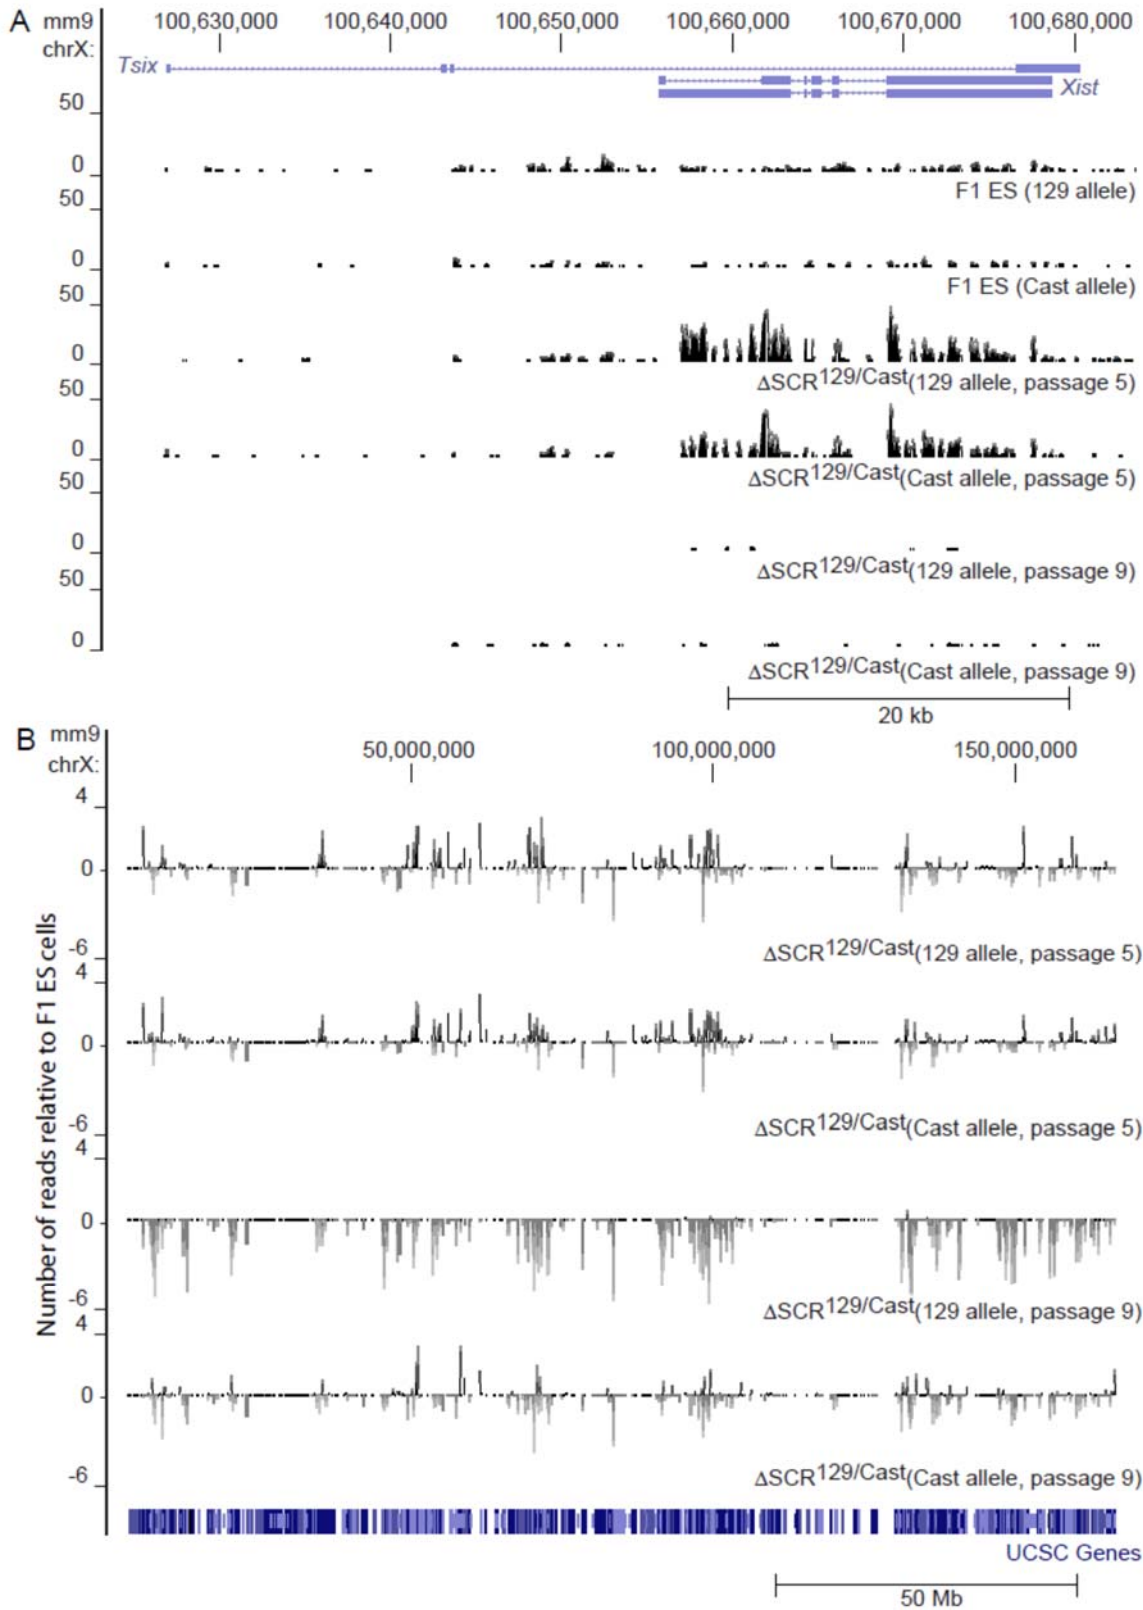 A mm9 100,630,000 100,640,000 100,650,000 100,660,000 100,670,000 100,680,000
chrX:
Tsix
Xist
50
0
F1 ES (129 allele)
50
0
F1 ES (Cast allele)
50
0
ΔSCR129/Cast(129 allele, passage 5)
50
0
ΔSCR129/Cast(Cast allele, passage 5)
50
0
ΔSCR129/Cast(129 allele, passage 9)
50
0
ΔSCR129/Cast(Cast allele, passage 9)
20 kb
B mm9
chrX: 50,000,000 100,000,000 150,000,000
Number of reads relative to F1 ES cells
4
0
-6
ΔSCR129/Cast(129 allele, passage 5)
4
0
-6
ΔSCR129/Cast(Cast allele, passage 5)
4
0
-6
ΔSCR129/Cast(129 allele, passage 9)
4
0
-6
ΔSCR129/Cast(Cast allele, passage 9)
UCSC Genes
50 Mb